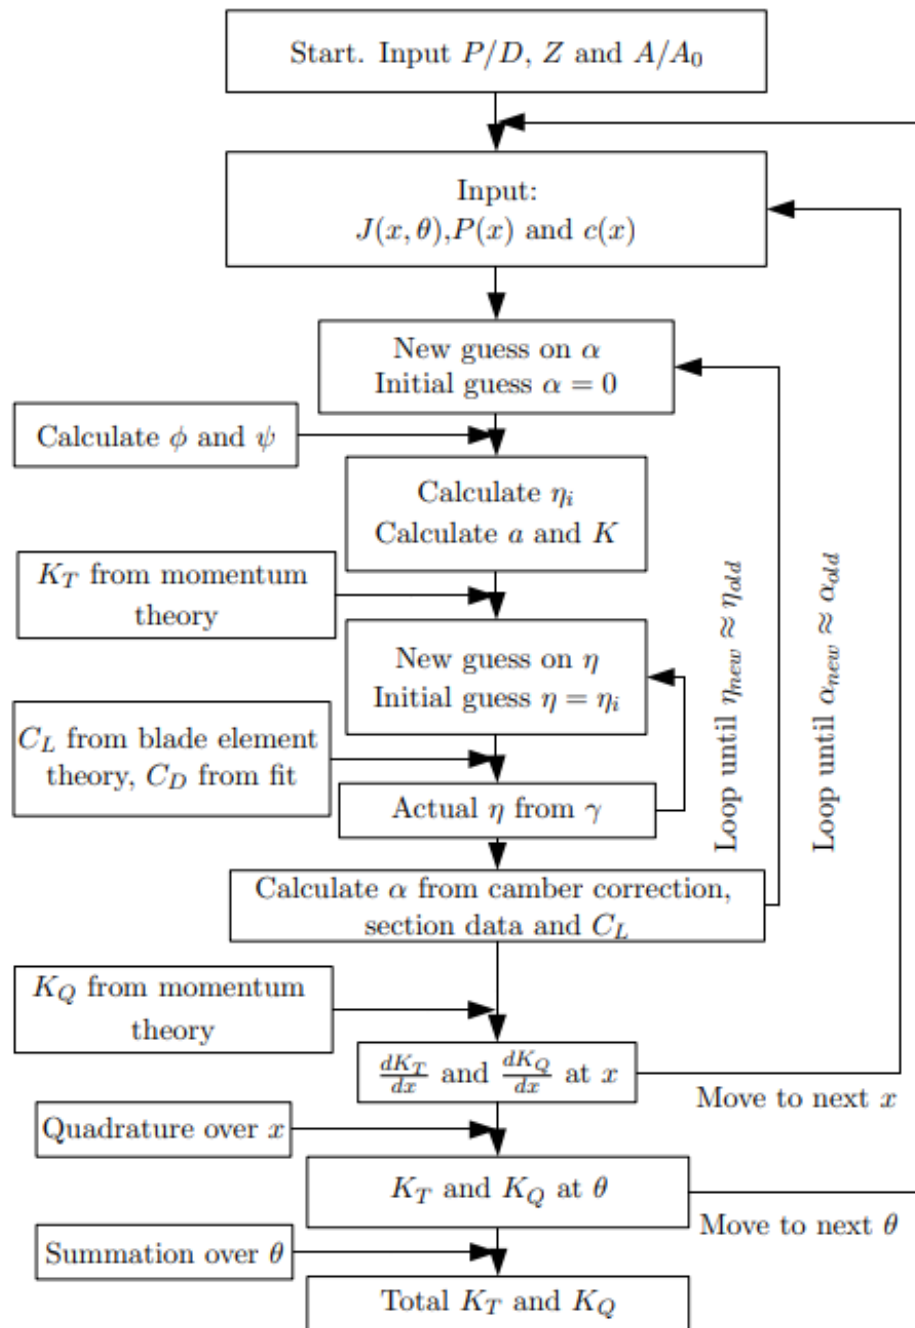 Start. Input P/D, Z and A/A₀
Input:
J(x, θ),P(x) and c(x)
New guess on α
Initial guess α = 0
Calculate ϕ and ψ
Calculate ηᵢ
Calculate a and K
K_T from momentum
theory
New guess on η
Initial guess η = ηᵢ
C_L from blade element
theory, C_D from fit
Actual η from γ
Loop until η_new ≈ η_old
Loop until α_new ≈ α_old
Calculate α from camber correction,
section data and C_L
K_Q from momentum
theory
dK_T/dx and dK_Q/dx at x
Move to next x
Quadrature over x
K_T and K_Q at θ
Move to next θ
Summation over θ
Total K_T and K_Q